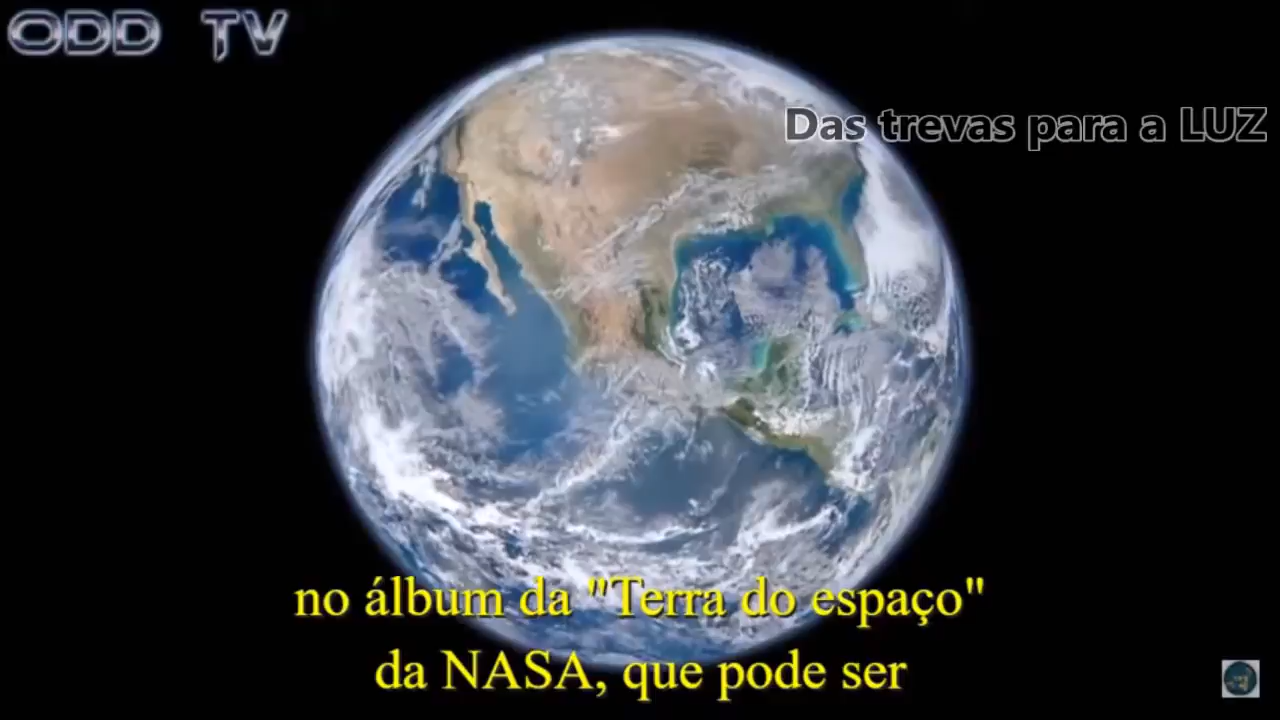 ODD TV
Das trevas para a LUZ
no álbum da "Terra do espaço"
da NASA, que pode ser